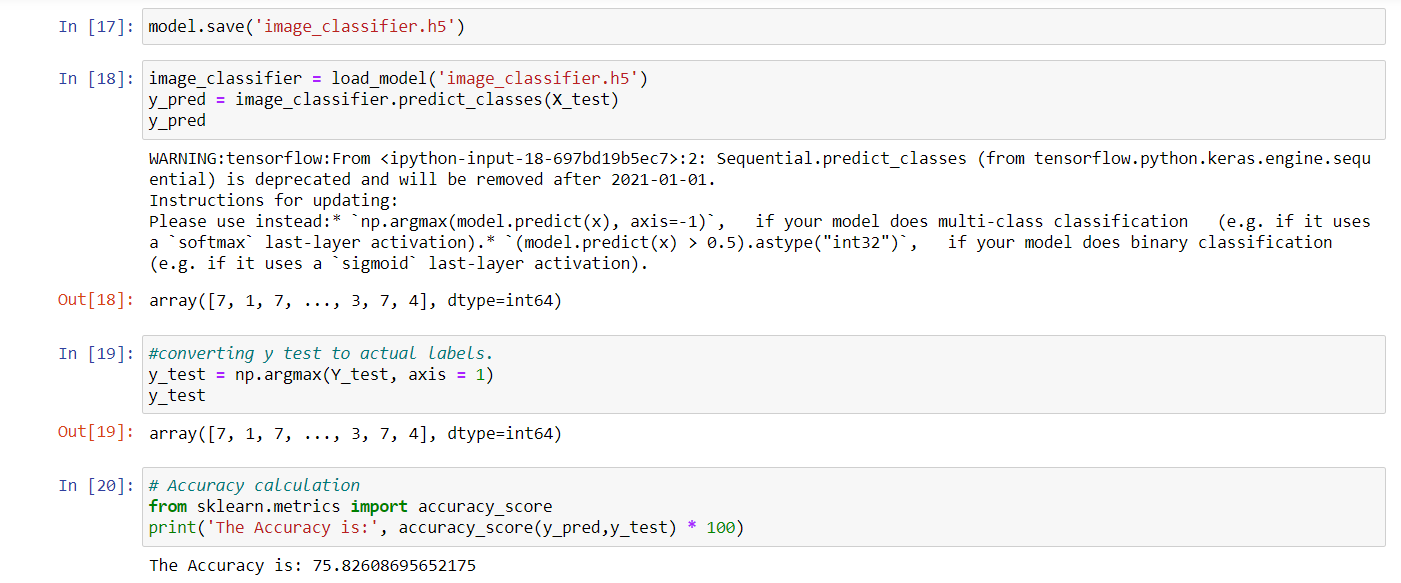 In [17]: model.save('image_classifier.h5')
In [18]: image_classifier = load_model('image_classifier.h5')
y_pred = image_classifier.predict_classes(X_test)
y_pred
WARNING:tensorflow:From <ipython-input-18-697bd19b5ec7>:2: Sequential.predict_classes (from tensorflow.python.keras.engine.sequ
ential) is deprecated and will be removed after 2021-01-01.
Instructions for updating:
Please use instead:* `np.argmax(model.predict(x), axis=-1)`,   if your model does multi-class classification   (e.g. if it uses
a `softmax` last-layer activation).* `(model.predict(x) > 0.5).astype("int32")`,   if your model does binary classification
(e.g. if it uses a `sigmoid` last-layer activation).
Out[18]: array([7, 1, 7, ..., 3, 7, 4], dtype=int64)
In [19]: #converting y test to actual labels.
y_test = np.argmax(Y_test, axis = 1)
y_test
Out[19]: array([7, 1, 7, ..., 3, 7, 4], dtype=int64)
In [20]: # Accuracy calculation
from sklearn.metrics import accuracy_score
print('The Accuracy is:', accuracy_score(y_pred,y_test) * 100)
The Accuracy is: 75.82608695652175